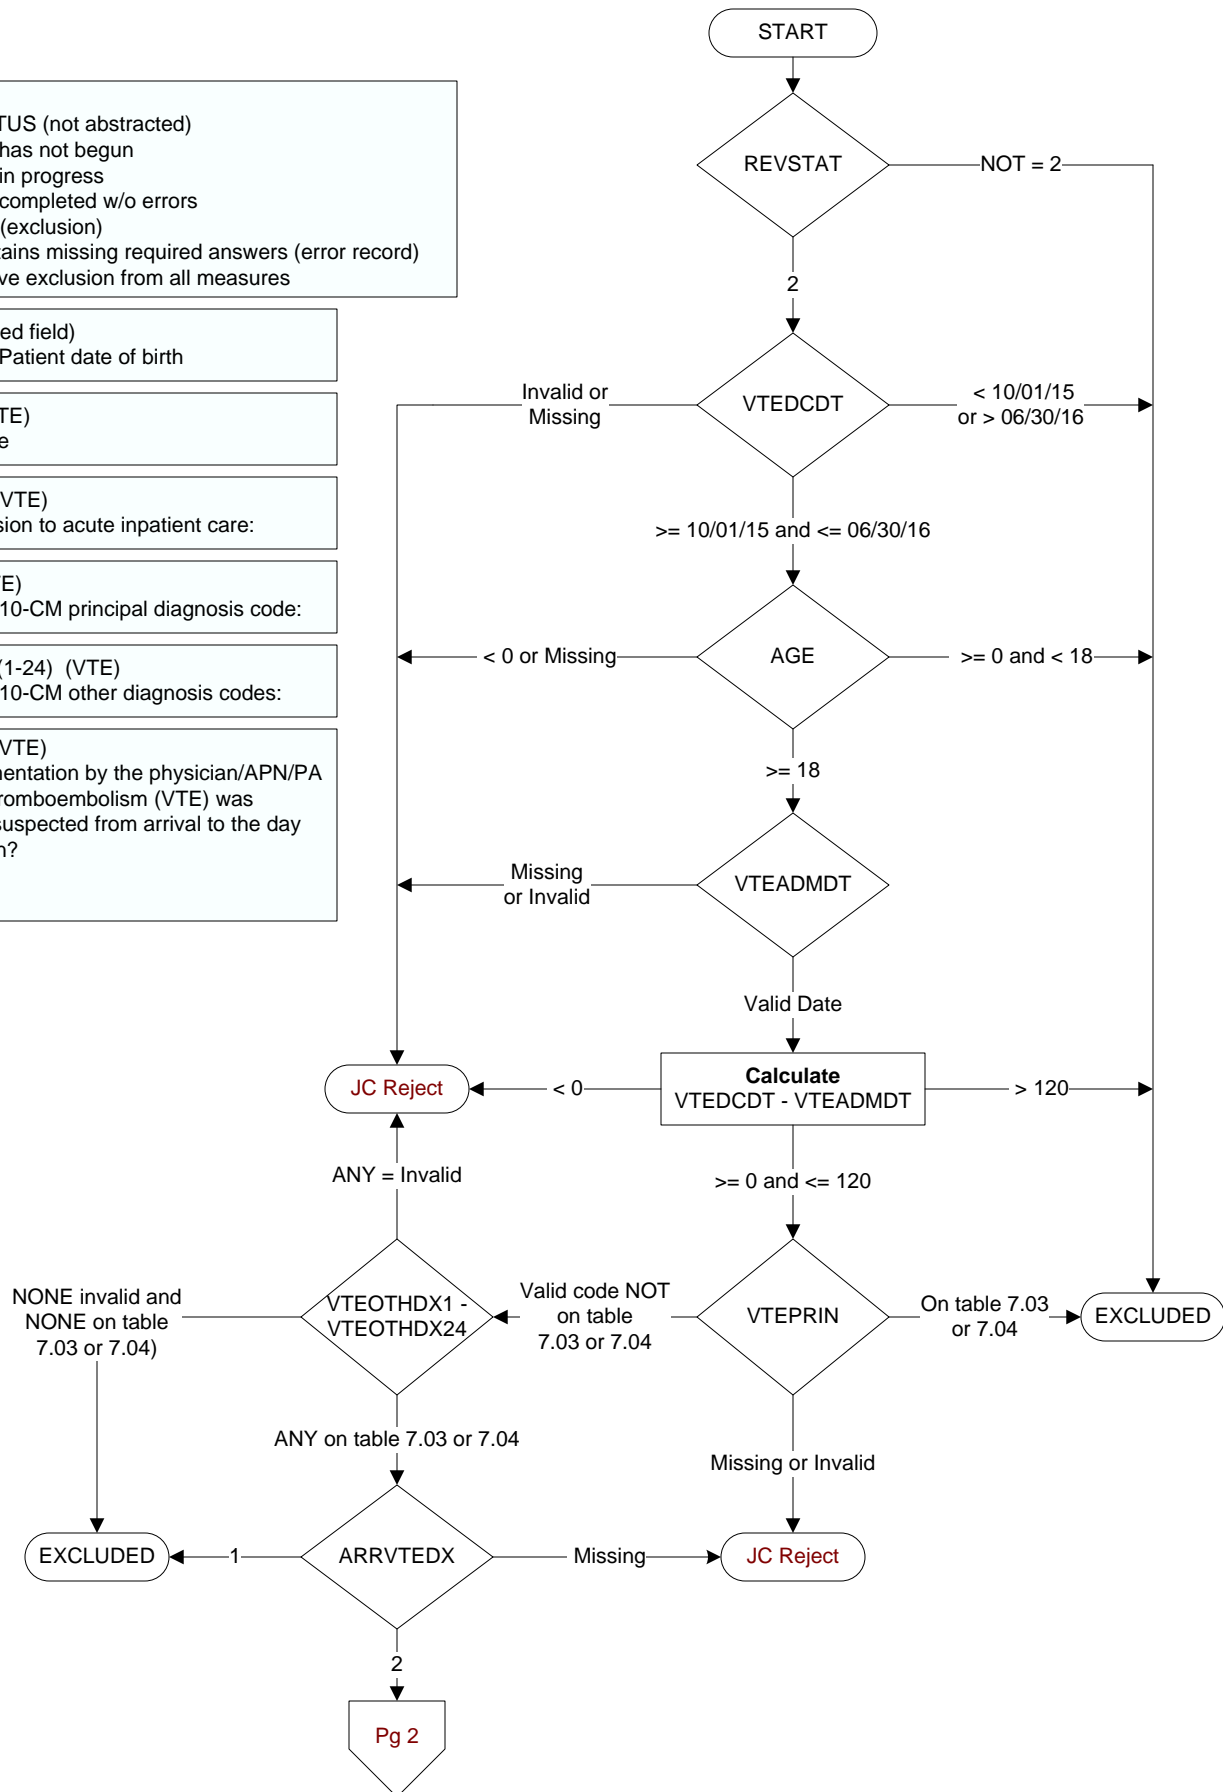 START
TUS (not abstracted)
has not begun
in progress
completed w/o errors
(exclusion)
tains missing required answers (error record)
ve exclusion from all measures
REVSTAT
NOT = 2
2
ed field)
Patient date of birth
TE)
e
VTE)
sion to acute inpatient care:
E)
10-CM principal diagnosis code:
(1-24) (VTE)
10-CM other diagnosis codes:
VTE)
nentation by the physician/APN/PA
romboembolism (VTE) was
suspected from arrival to the day
n?
Invalid or
Missing
VTEDCDT
< 10/01/15
or > 06/30/16
>= 10/01/15 and <= 06/30/16
< 0 or Missing
AGE
>= 0 and < 18
>= 18
Missing
or Invalid
VTEADMDT
Valid Date
JC Reject
< 0
Calculate
VTEDCDT - VTEADMDT
> 120
ANY = Invalid
>= 0 and <= 120
NONE invalid and
NONE on table
7.03 or 7.04)
VTEOTHDX1 -
VTEOTHDX24
Valid code NOT
on table
7.03 or 7.04
VTEPRIN
On table 7.03
or 7.04
EXCLUDED
ANY on table 7.03 or 7.04
Missing or Invalid
EXCLUDED
1
ARRVTEDX
Missing
JC Reject
2
Pg 2